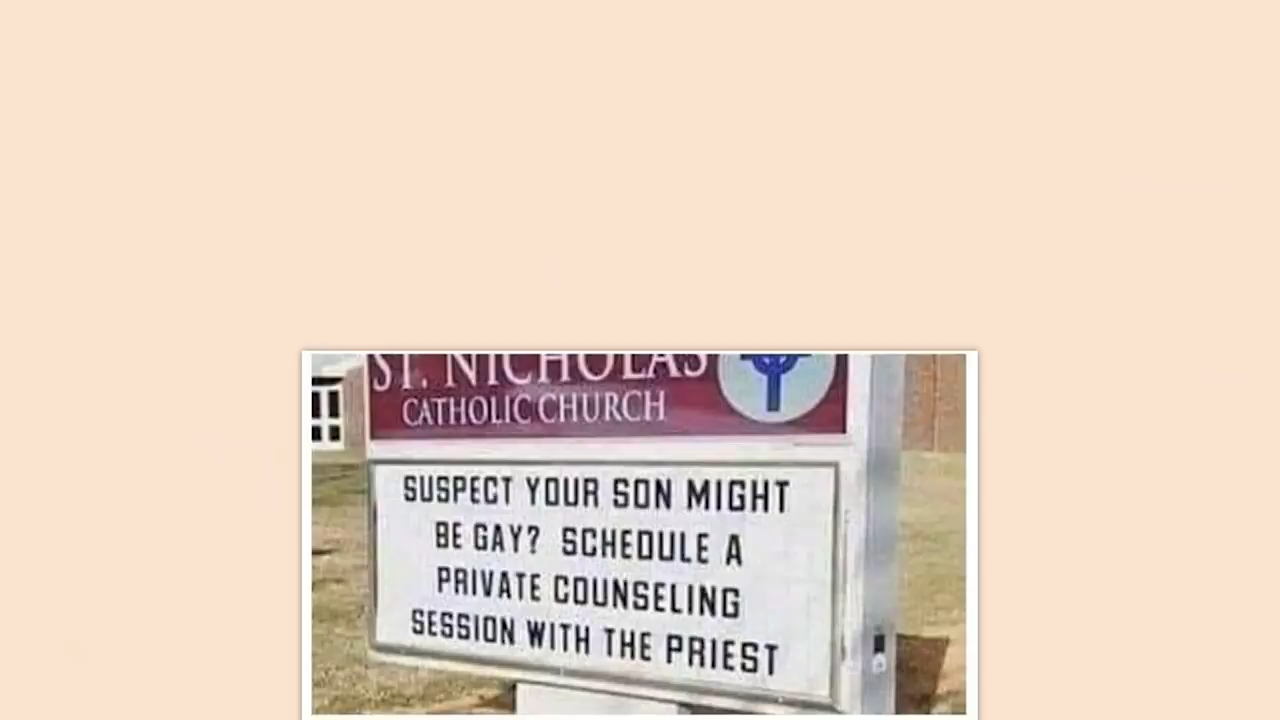 ST. NICHOLAS
CATHOLIC CHURCH
SUSPECT YOUR SON MIGHT
BE GAY? SCHEDULE A
PRIVATE COUNSELING
SESSION WITH THE PRIEST